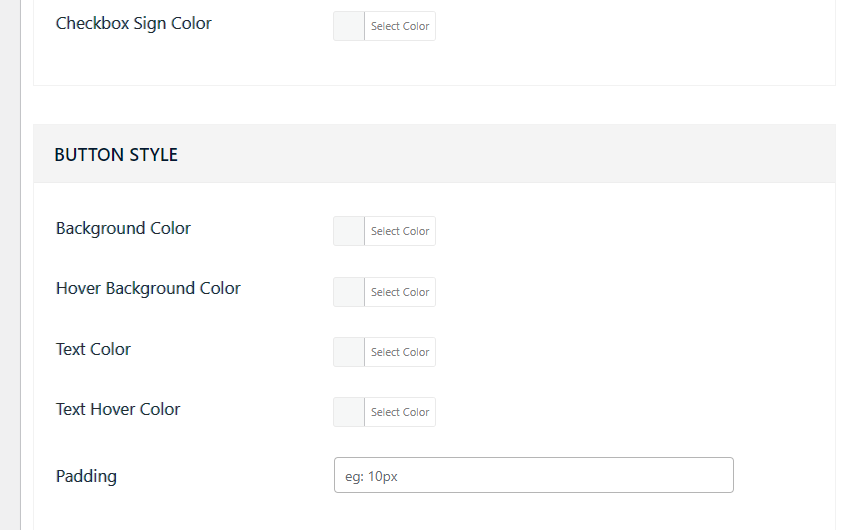 Checkbox Sign Color
Select Color
BUTTON STYLE
Background Color
Select Color
Hover Background Color
Select Color
Text Color
Select Color
Text Hover Color
Select Color
Padding
eg: 10px